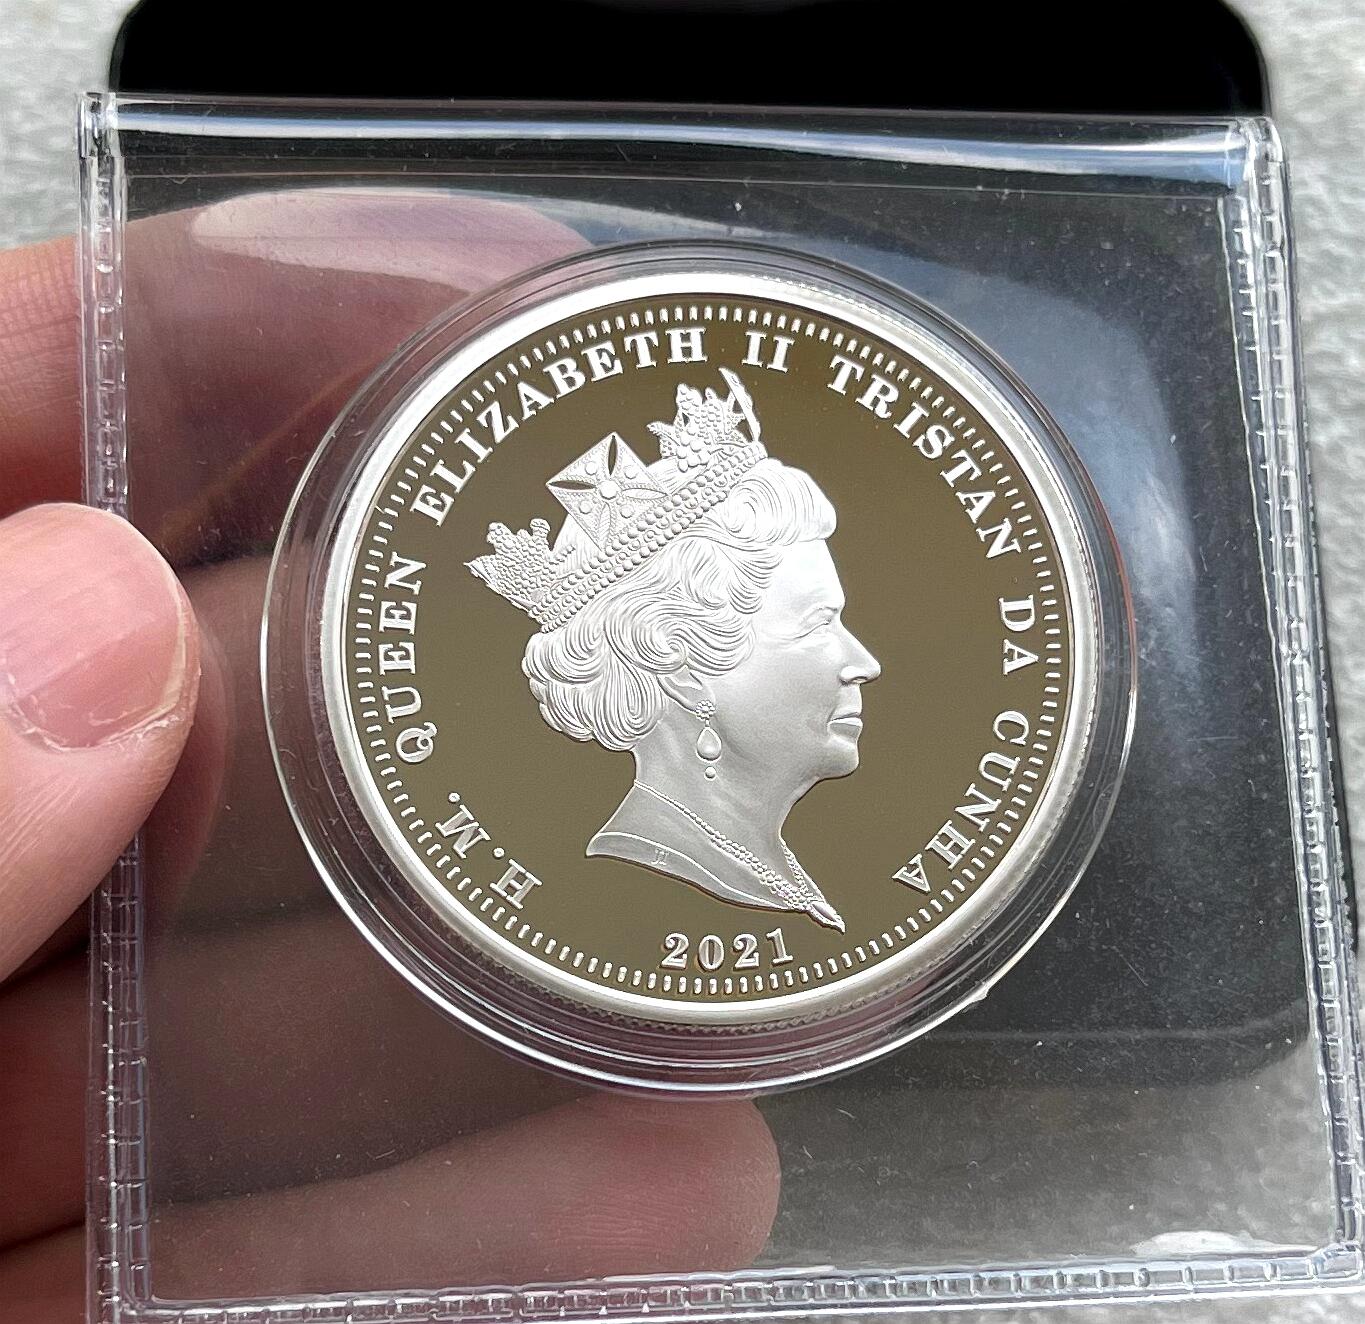 H.M. QUEEN ELIZABETH II TRISTAN DA CUNHA
2021